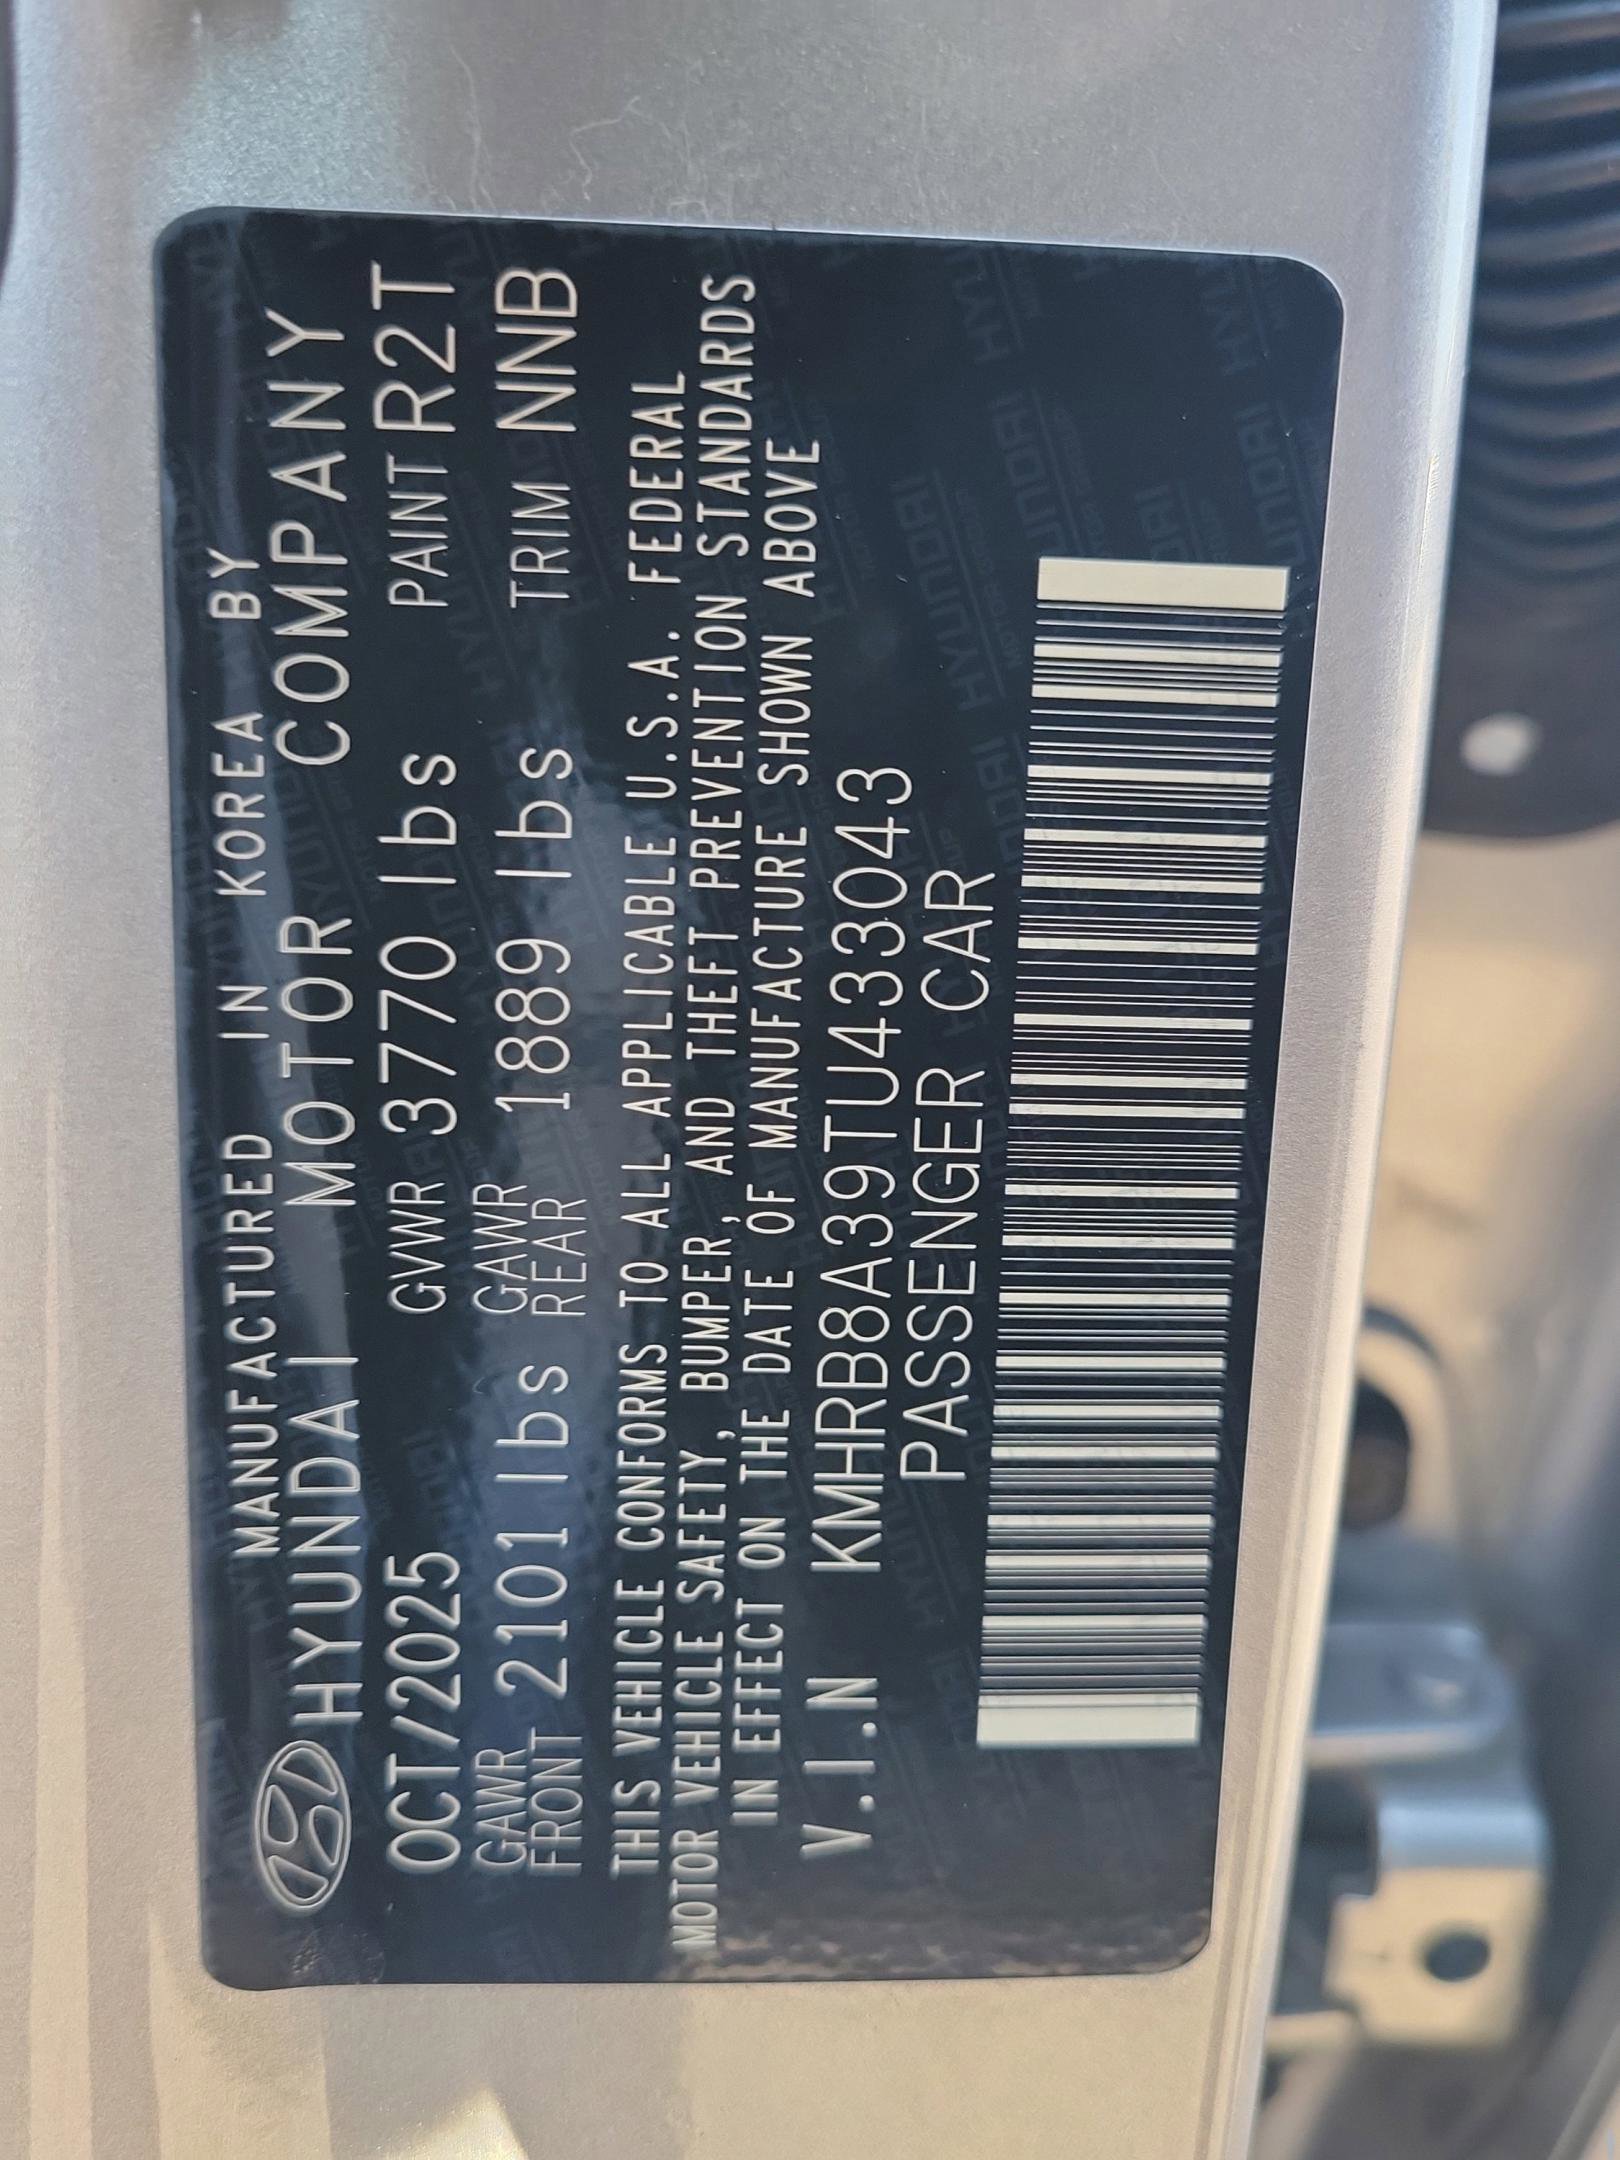 MANUFACTURED IN KOREA BY
HYUNDAI MOTOR COMPANY
OCT/2025 GVWR 3770 lbs PAINT R2T
GAWR FRONT 2101 lbs GAWR REAR 1889 lbs TRIM NNB
THIS VEHICLE CONFORMS TO ALL APPLICABLE U.S.A. FEDERAL
MOTOR VEHICLE SAFETY, BUMPER, AND THEFT PREVENTION STANDARDS
IN EFFECT ON THE DATE OF MANUFACTURE SHOWN ABOVE
V.I.N KMHRB8A39TU433043
PASSENGER CAR